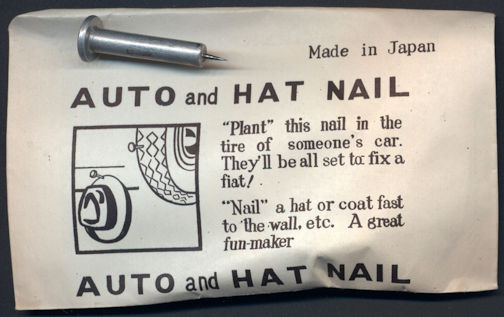 Made in Japan
AUTO and HAT NAIL
"Plant" this nail in the
tire of someone's car.
They'll be all set to fix a
fiat!
"Nail" a hat or coat fast
to the wall, etc. A great
fun-maker
AUTO and HAT NAIL